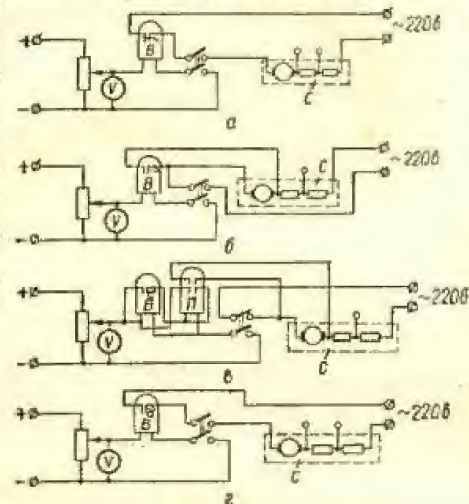 + В ~220в
V
- С
а
+ В С ~220в
V
-
б
+ В П ~220в
V
- С
в
+ В ~220в
V
- С
г